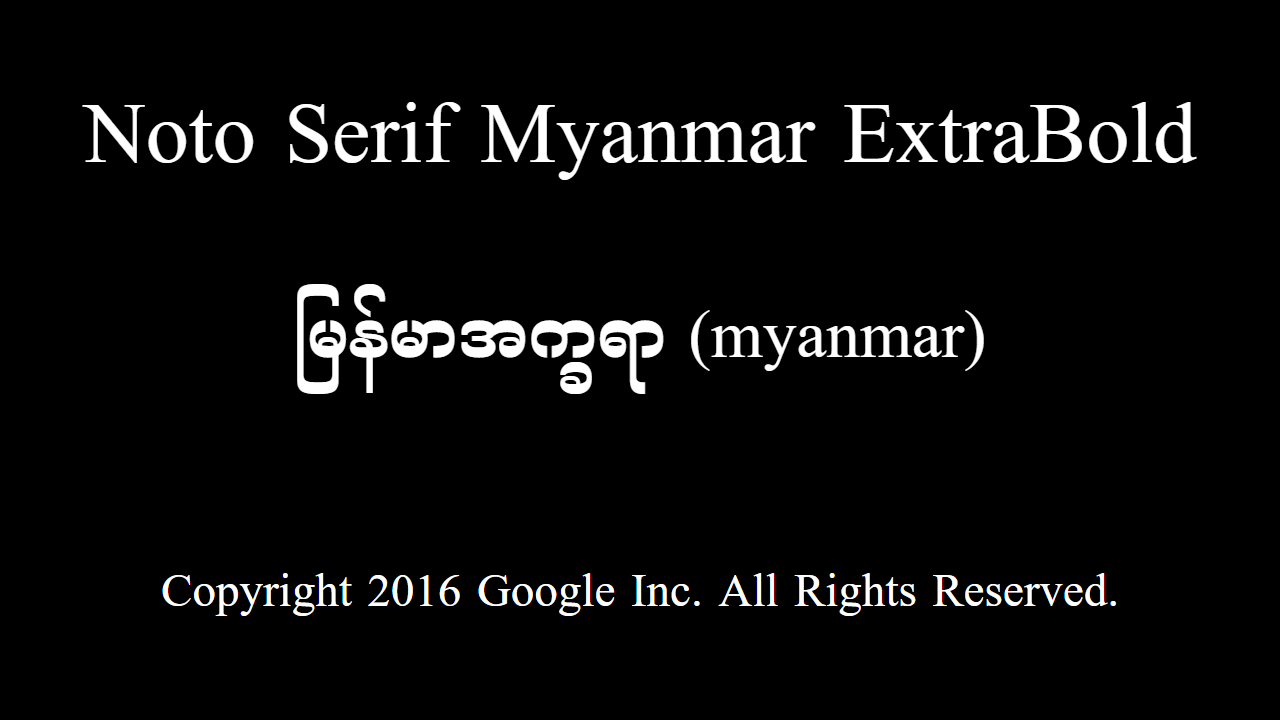 Noto Serif Myanmar ExtraBold
မြန်မာအက္ခရာ (myanmar)
Copyright 2016 Google Inc. All Rights Reserved.